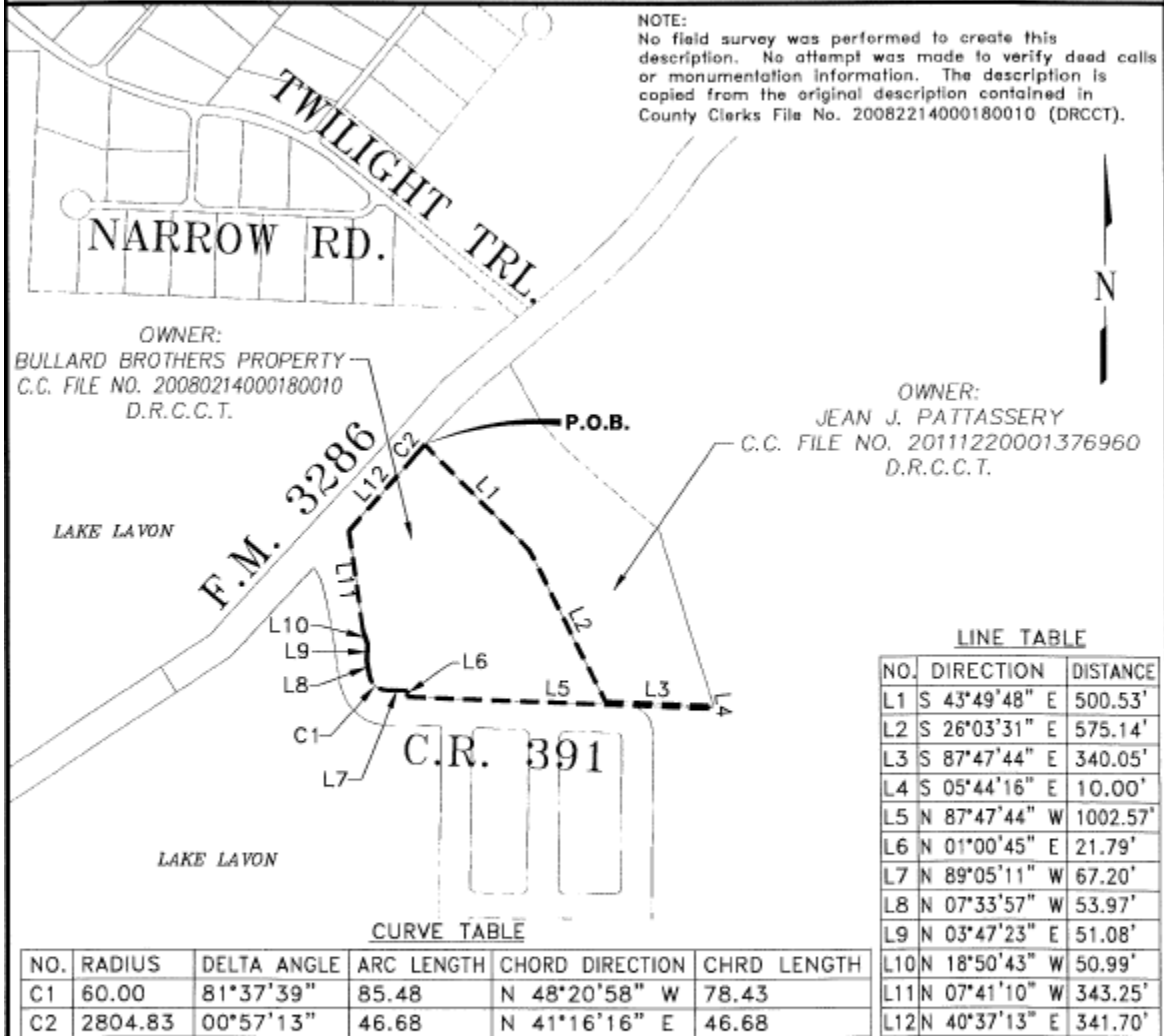 NOTE:
No field survey was performed to create this
description. No attempt was made to verify deed calls
or monumentation information. The description is
copied from the original description contained in
County Clerks File No. 20082214000180010 (DRCCT).
TWILIGHT TRL.
NARROW RD.
N
OWNER:
BULLARD BROTHERS PROPERTY
C.C. FILE NO. 20080214000180010
D.R.C.C.T.
OWNER:
JEAN J. PATTASSERY
C.C. FILE NO. 20111220001376960
D.R.C.C.T.
P.O.B.
C2
L12
L1
F.M. 3286
LAKE LAVON
L11
L2
L10
L9
L8
L6
L5
L3
L4
C1
L7
C.R. 391
LAKE LAVON
LINE TABLE
NO. DIRECTION DISTANCE
L1 S 43°49'48" E 500.53'
L2 S 26°03'31" E 575.14'
L3 S 87°47'44" E 340.05'
L4 S 05°44'16" E 10.00'
L5 N 87°47'44" W 1002.57'
L6 N 01°00'45" E 21.79'
L7 N 89°05'11" W 67.20'
L8 N 07°33'57" W 53.97'
L9 N 03°47'23" E 51.08'
L10 N 18°50'43" W 50.99'
L11 N 07°41'10" W 343.25'
L12 N 40°37'13" E 341.70'
CURVE TABLE
NO. RADIUS DELTA ANGLE ARC LENGTH CHORD DIRECTION CHRD LENGTH
C1 60.00 81°37'39" 85.48 N 48°20'58" W 78.43
C2 2804.83 00°57'13" 46.68 N 41°16'16" E 46.68